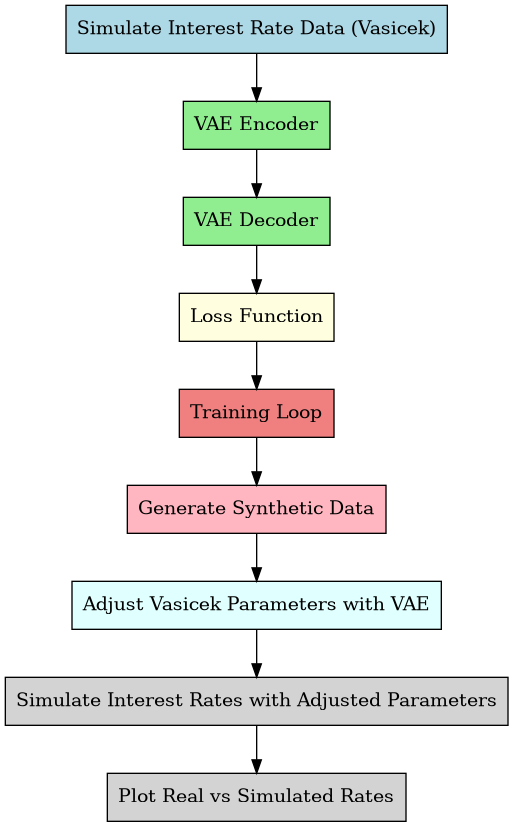 Simulate Interest Rate Data (Vasicek)
VAE Encoder
VAE Decoder
Loss Function
Training Loop
Generate Synthetic Data
Adjust Vasicek Parameters with VAE
Simulate Interest Rates with Adjusted Parameters
Plot Real vs Simulated Rates